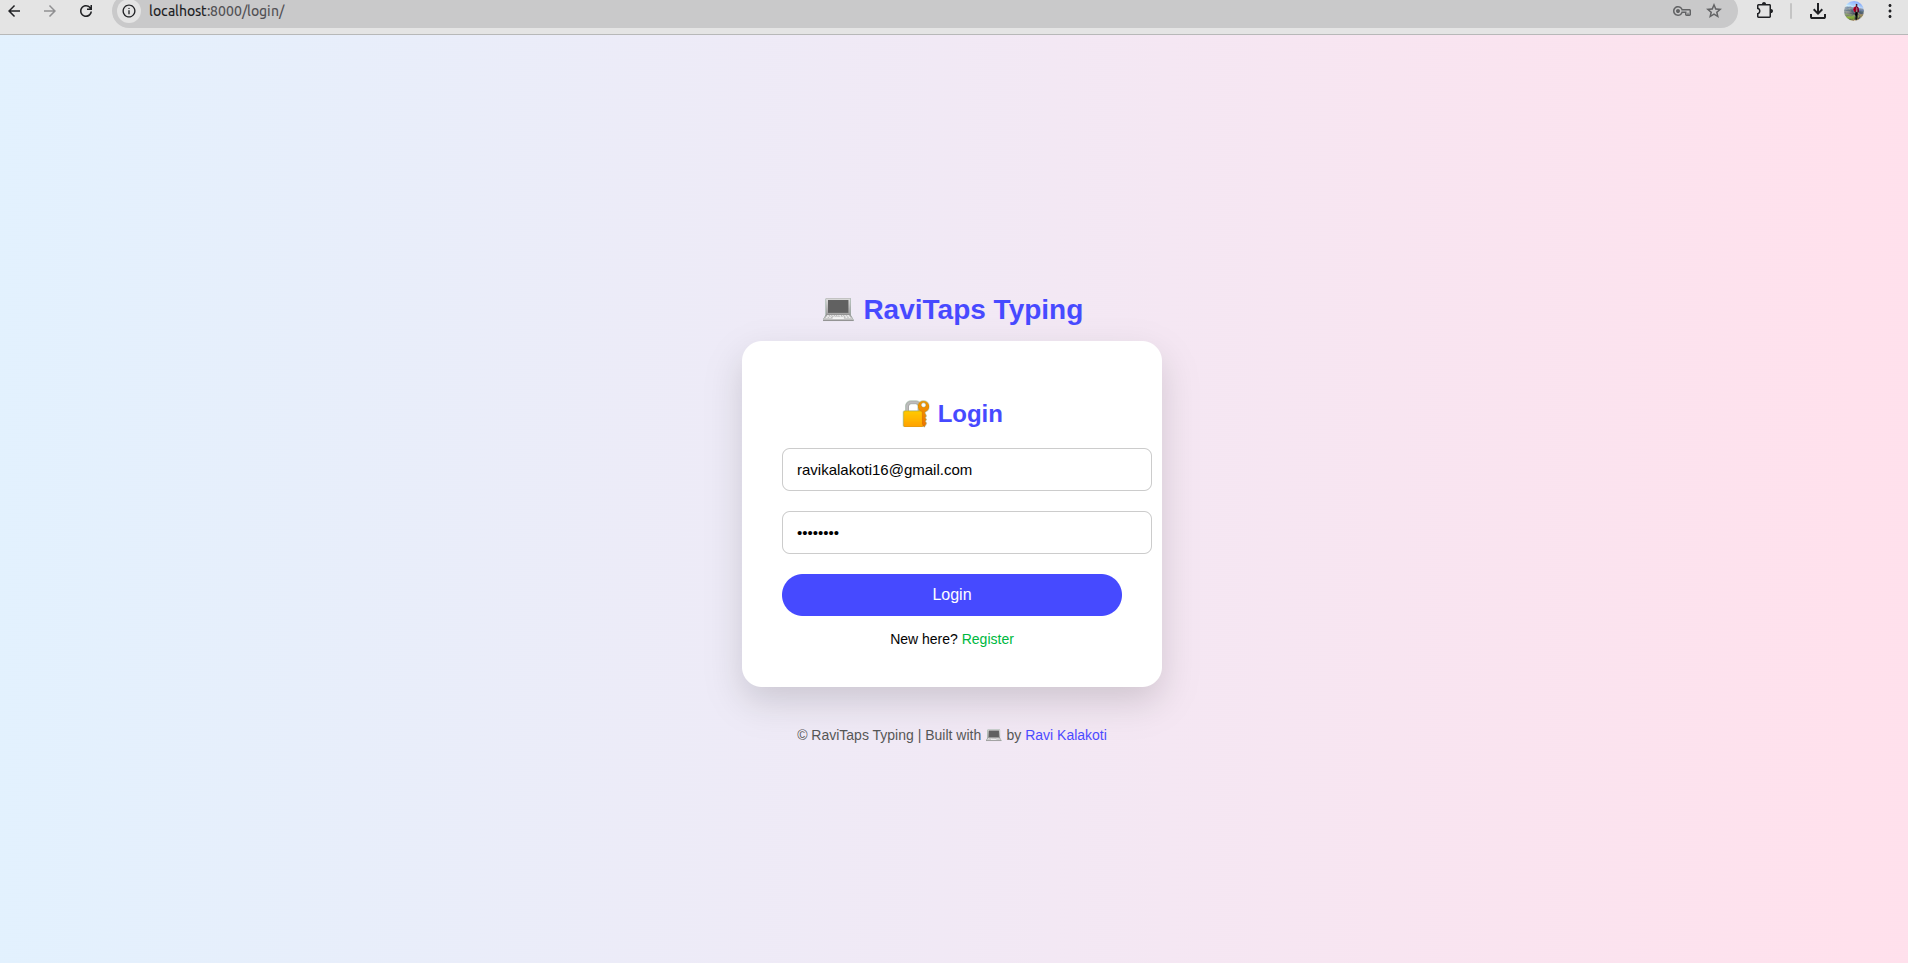 localhost:8000/login/
💻 RaviTaps Typing
🔐 Login
ravikalakoti16@gmail.com
••••••••
Login
New here? Register
© RaviTaps Typing | Built with 💻 by Ravi Kalakoti